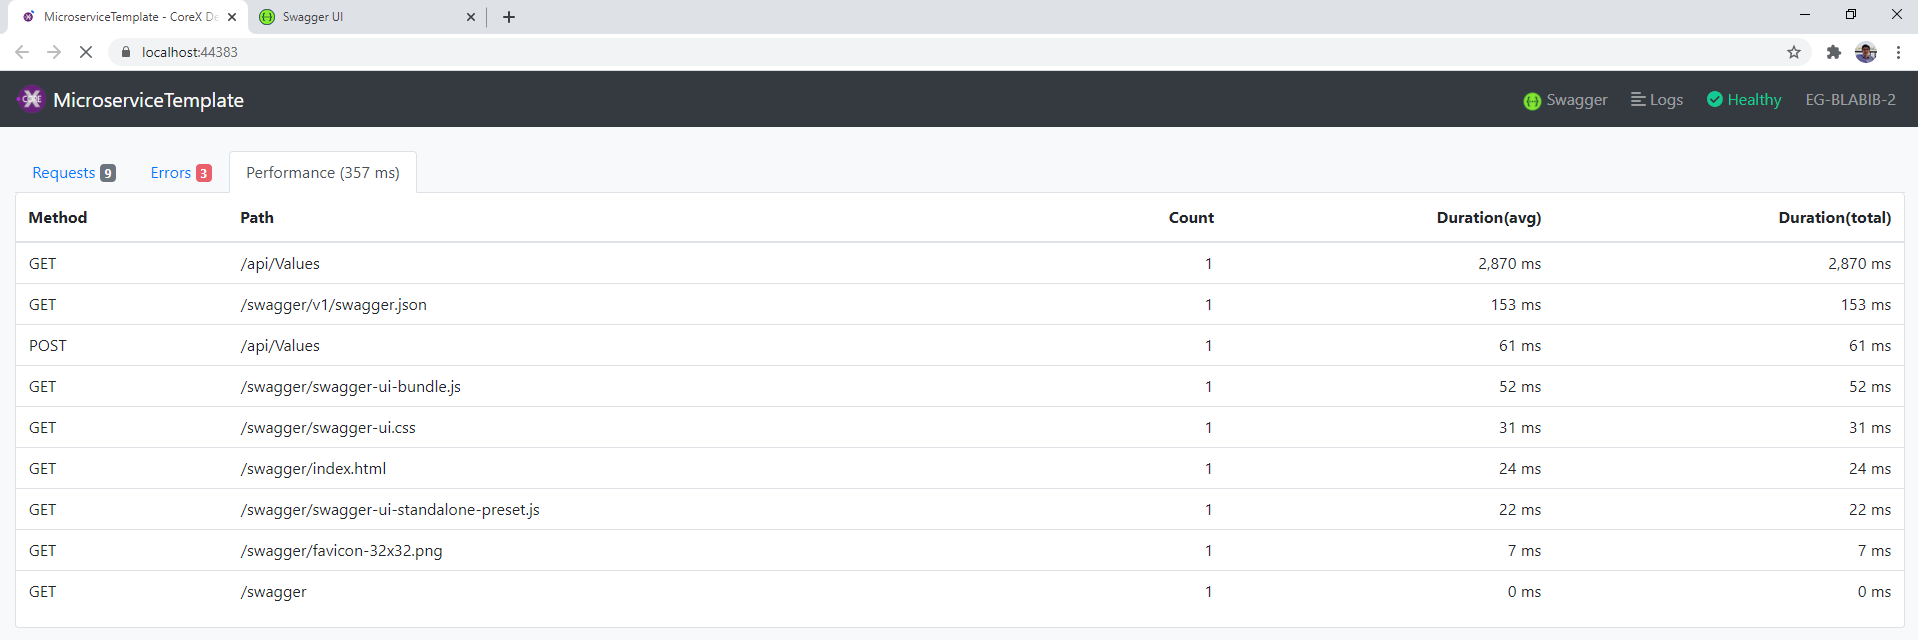 MicroserviceTemplate - CoreX De
Swagger UI
localhost:44383
CORE X MicroserviceTemplate Swagger Logs Healthy EG-BLABIB-2
Requests 9 Errors 3 Performance (357 ms)
Method Path Count Duration(avg) Duration(total)
GET /api/Values 1 2,870 ms 2,870 ms
GET /swagger/v1/swagger.json 1 153 ms 153 ms
POST /api/Values 1 61 ms 61 ms
GET /swagger/swagger-ui-bundle.js 1 52 ms 52 ms
GET /swagger/swagger-ui.css 1 31 ms 31 ms
GET /swagger/index.html 1 24 ms 24 ms
GET /swagger/swagger-ui-standalone-preset.js 1 22 ms 22 ms
GET /swagger/favicon-32x32.png 1 7 ms 7 ms
GET /swagger 1 0 ms 0 ms